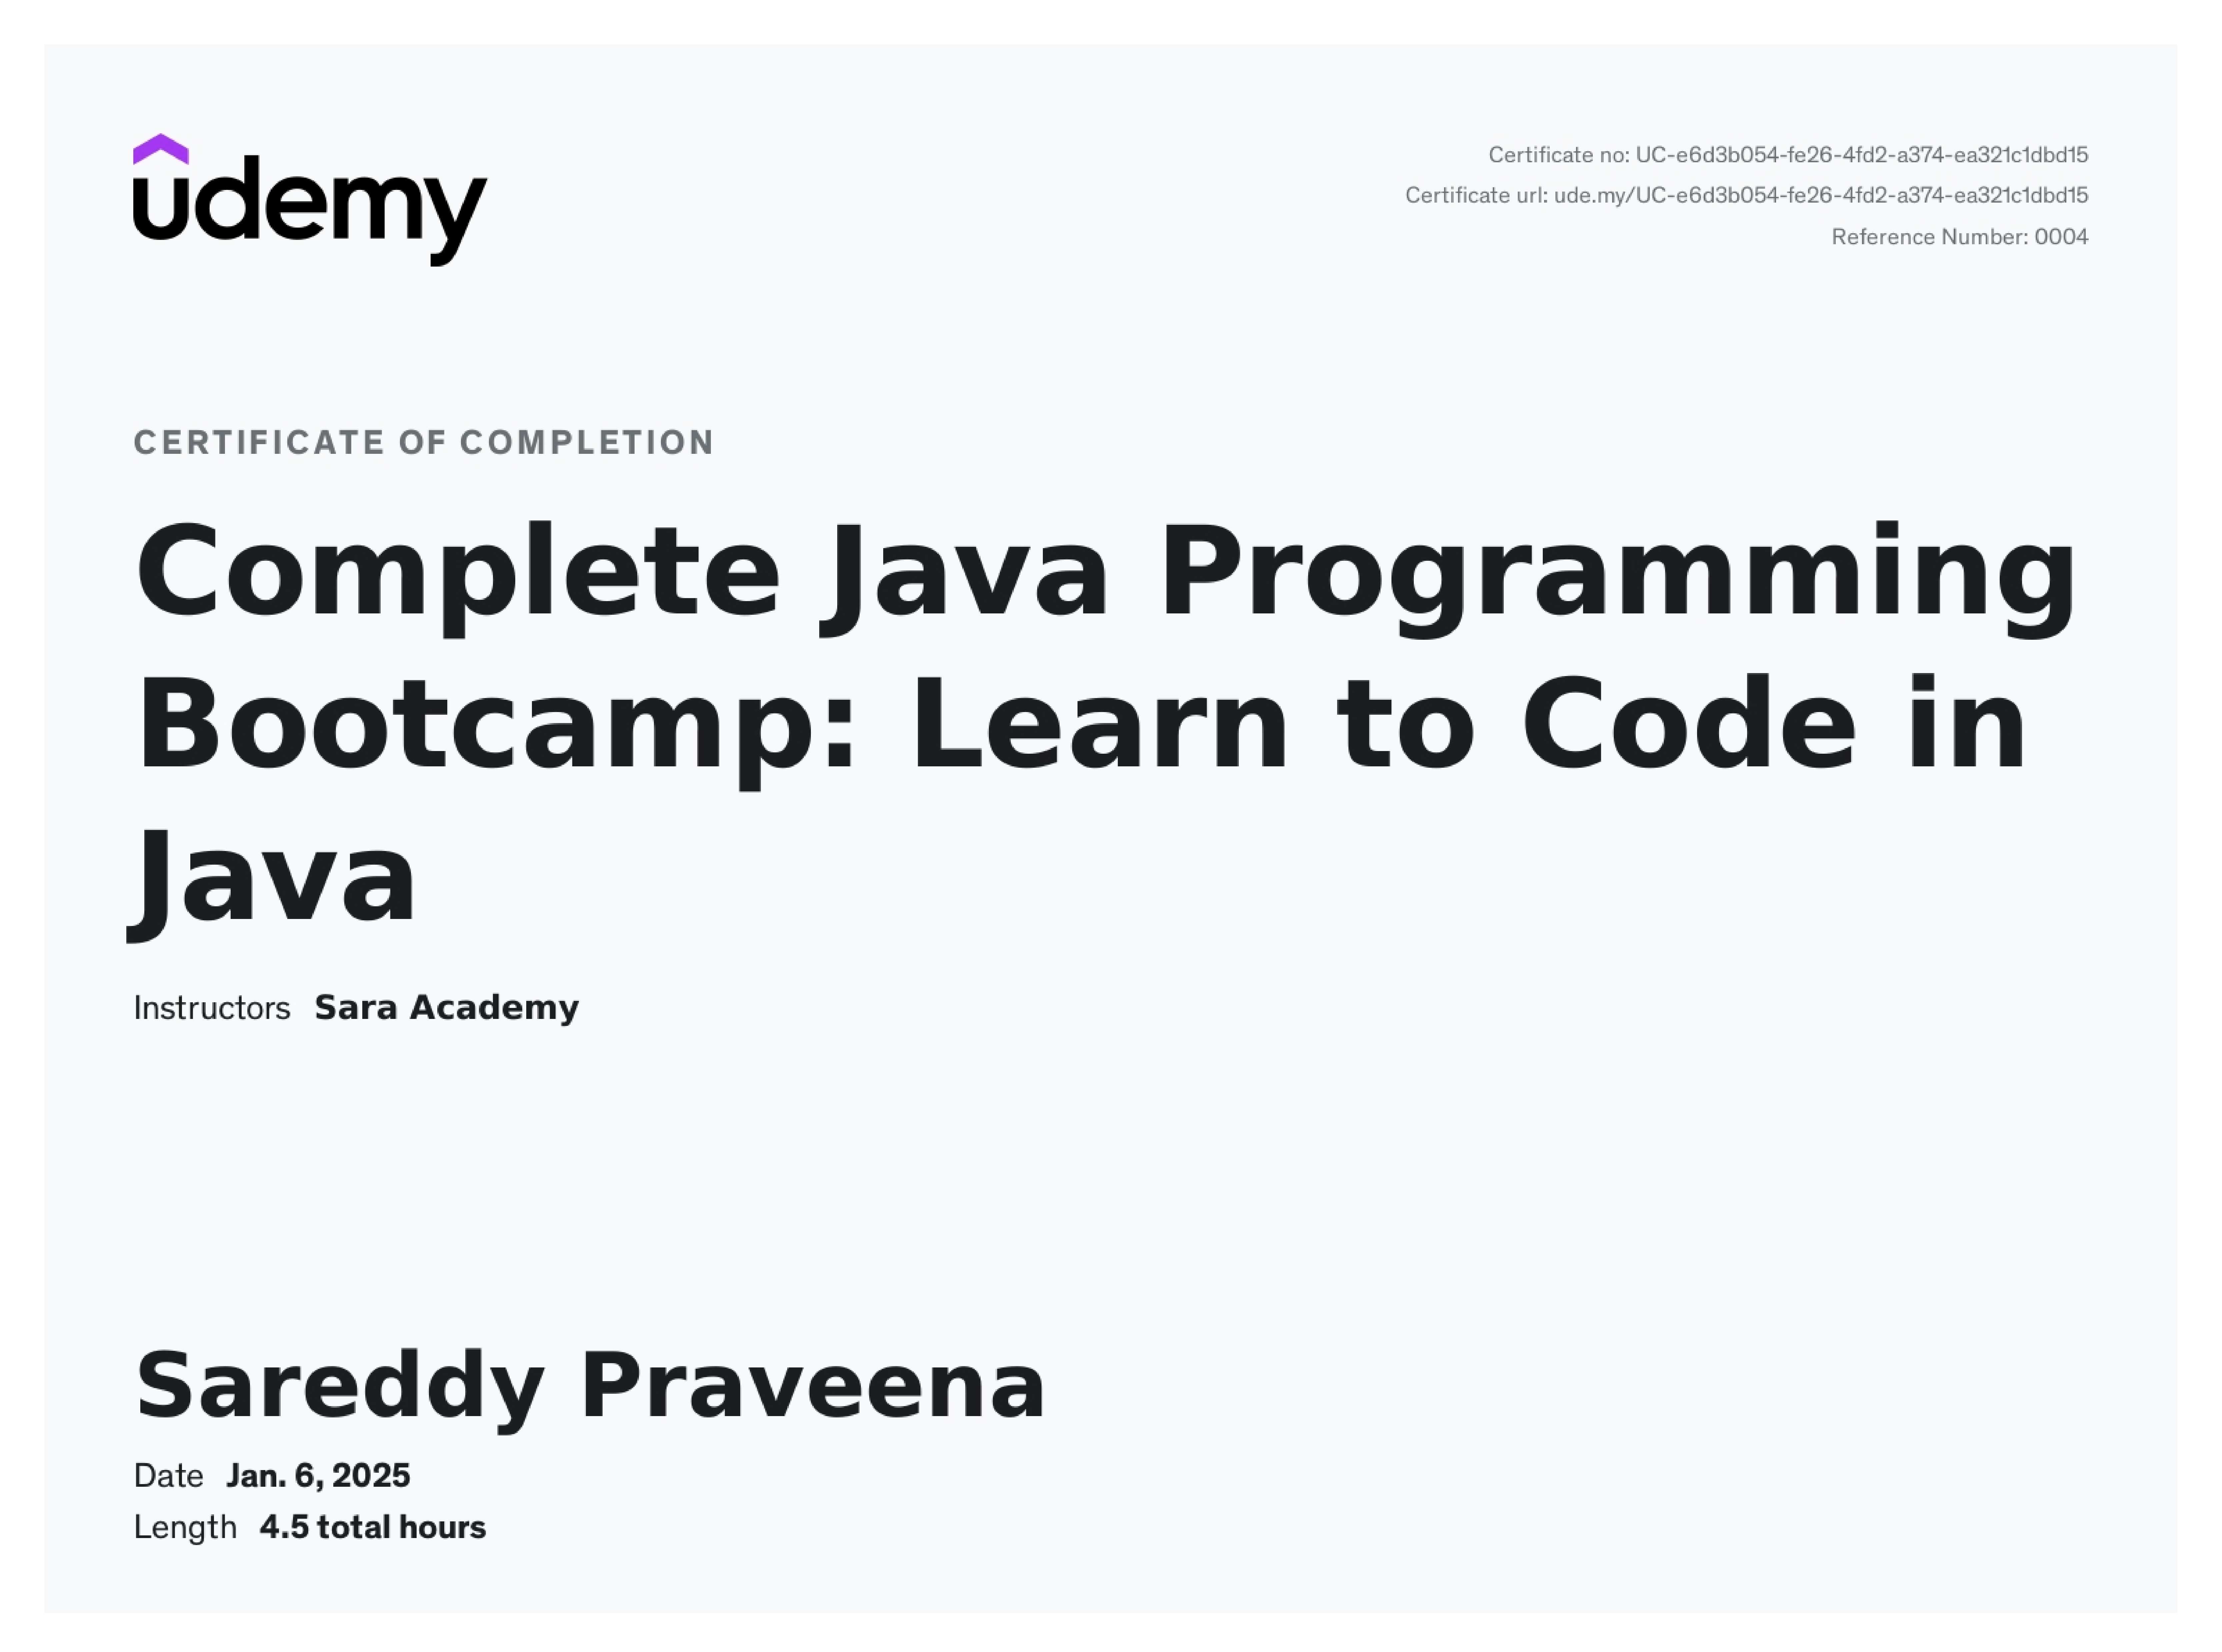 udemy
Certificate no: UC-e6d3b054-fe26-4fd2-a374-ea321c1dbd15
Certificate url: ude.my/UC-e6d3b054-fe26-4fd2-a374-ea321c1dbd15
Reference Number: 0004
CERTIFICATE OF COMPLETION
Complete Java Programming
Bootcamp: Learn to Code in
Java
Instructors Sara Academy
Sareddy Praveena
Date Jan. 6, 2025
Length 4.5 total hours